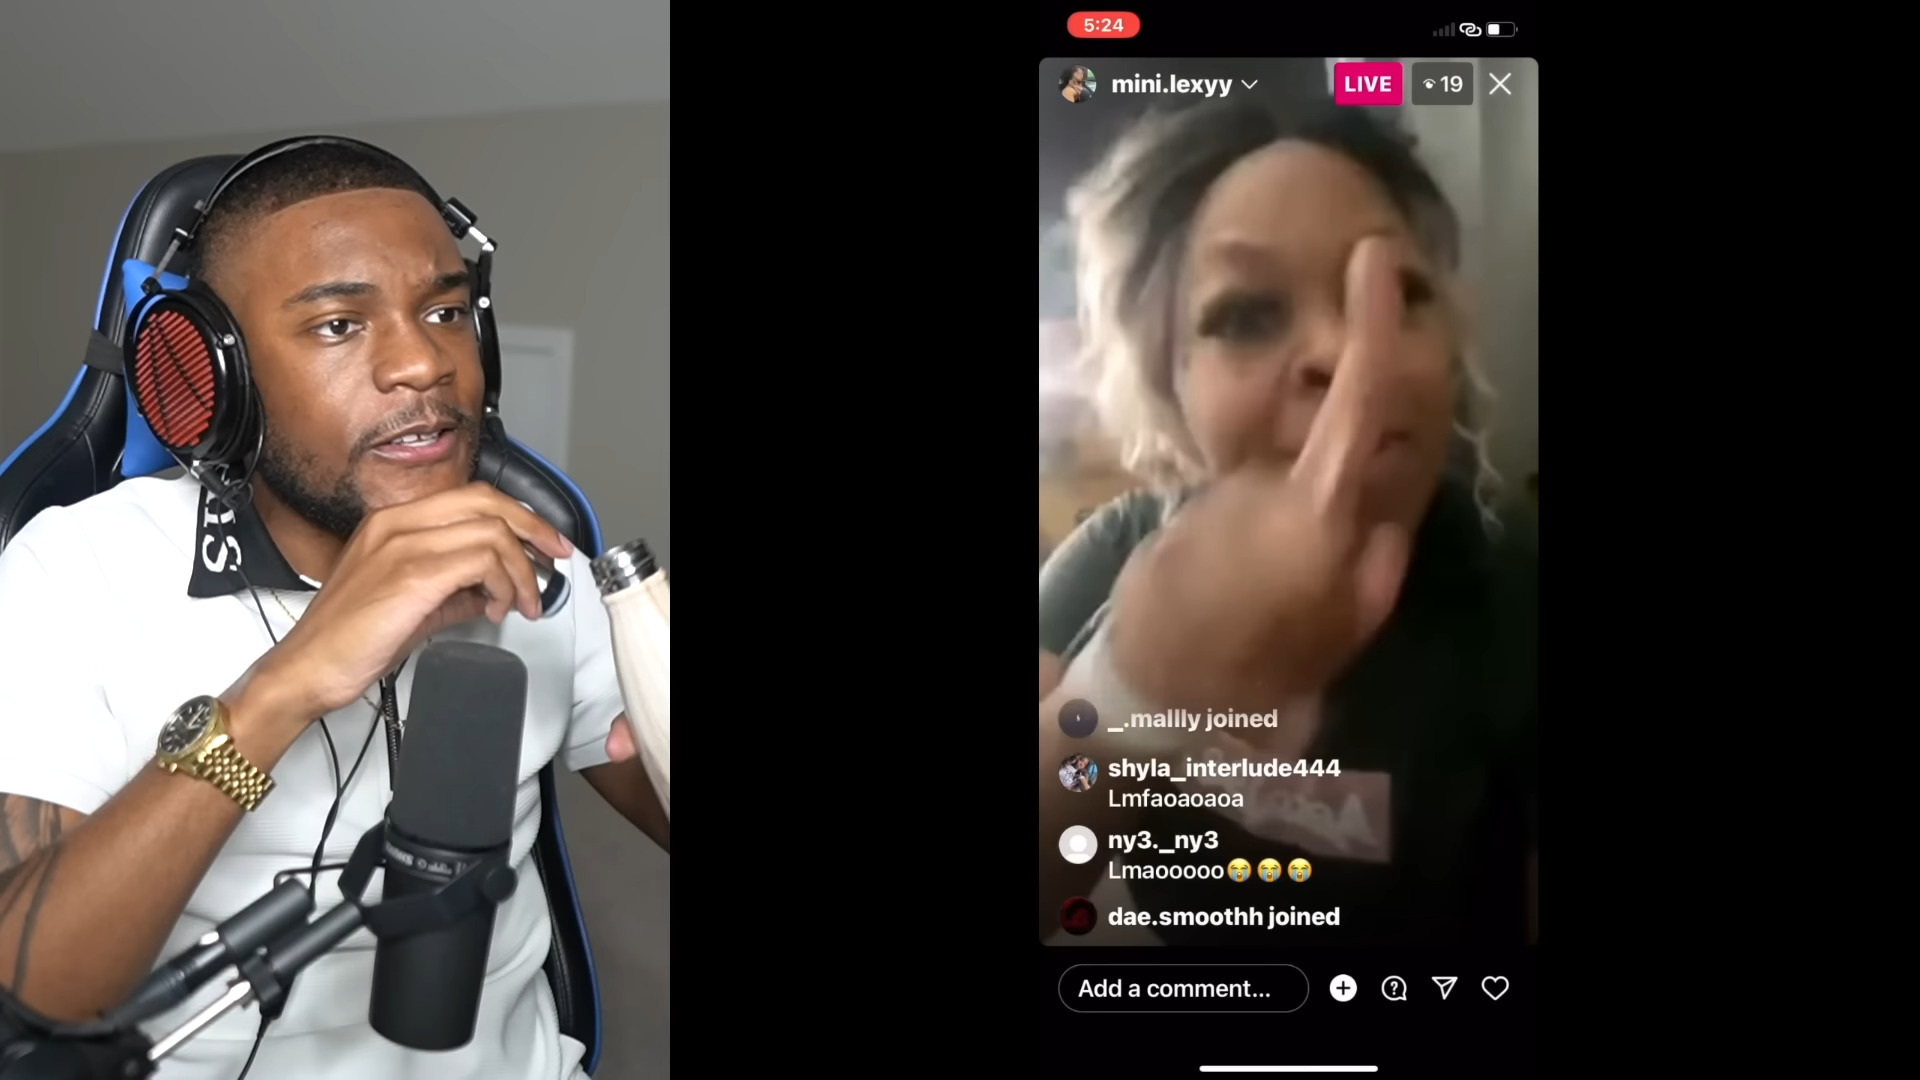 5:24
mini.lexyy
LIVE
19
_.mallly joined
shyla_interlude444
Lmfaoaoaoa
ny3._ny3
Lmaooooo😭😭😭
dae.smoothh joined
Add a comment...